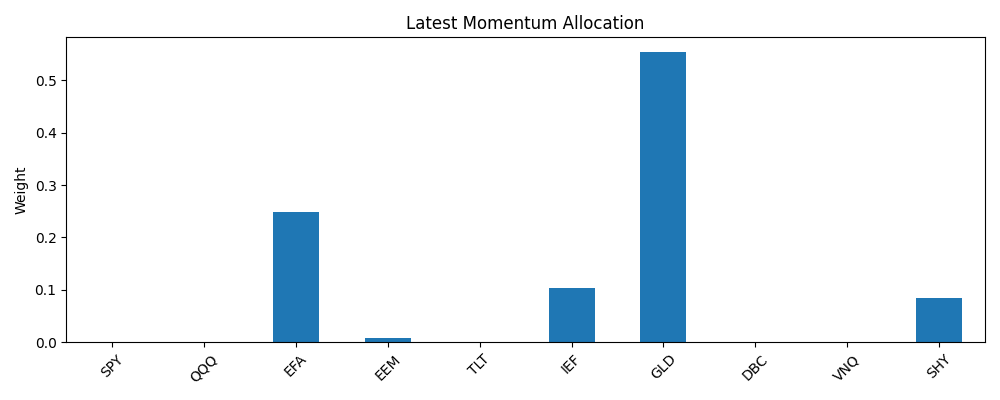 Latest Momentum Allocation
Weight
0.5
0.4
0.3
0.2
0.1
0.0
SPY QQQ EFA EEM TLT IEF GLD DBC VNQ SHY